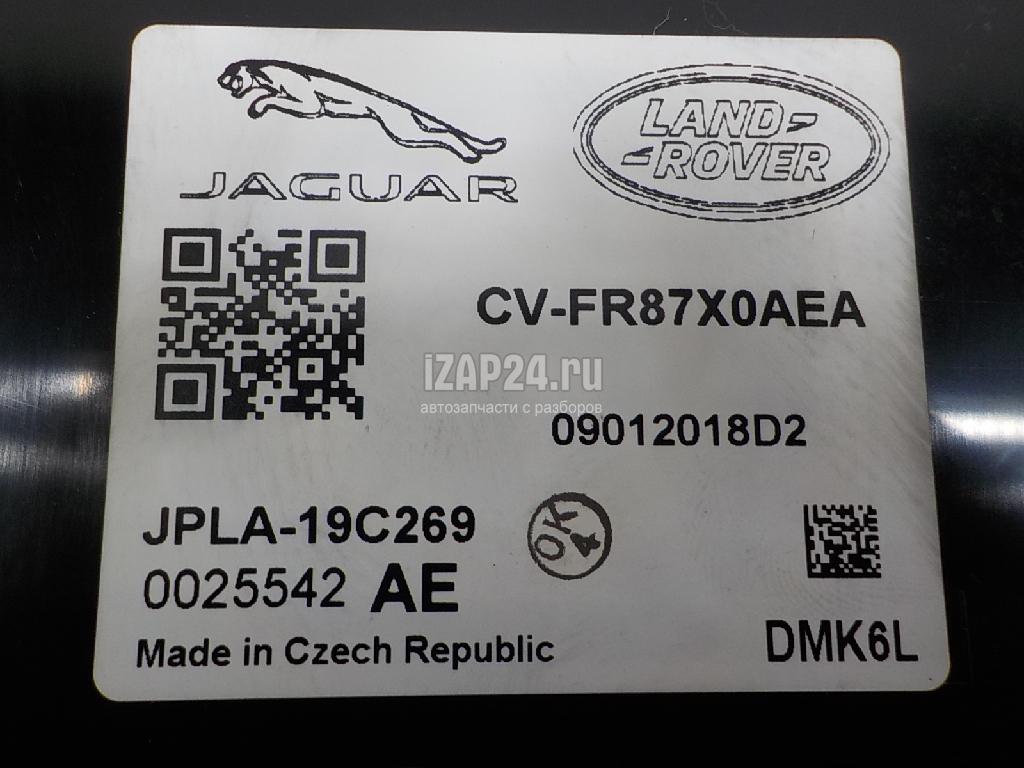 JAGUAR
LAND
ROVER
CV-FR87X0AEA
iZAP24.ru
автозапчасти с разборов
09012018D2
JPLA-19C269
OK
4
0025542 AE
Made in Czech Republic
DMK6L